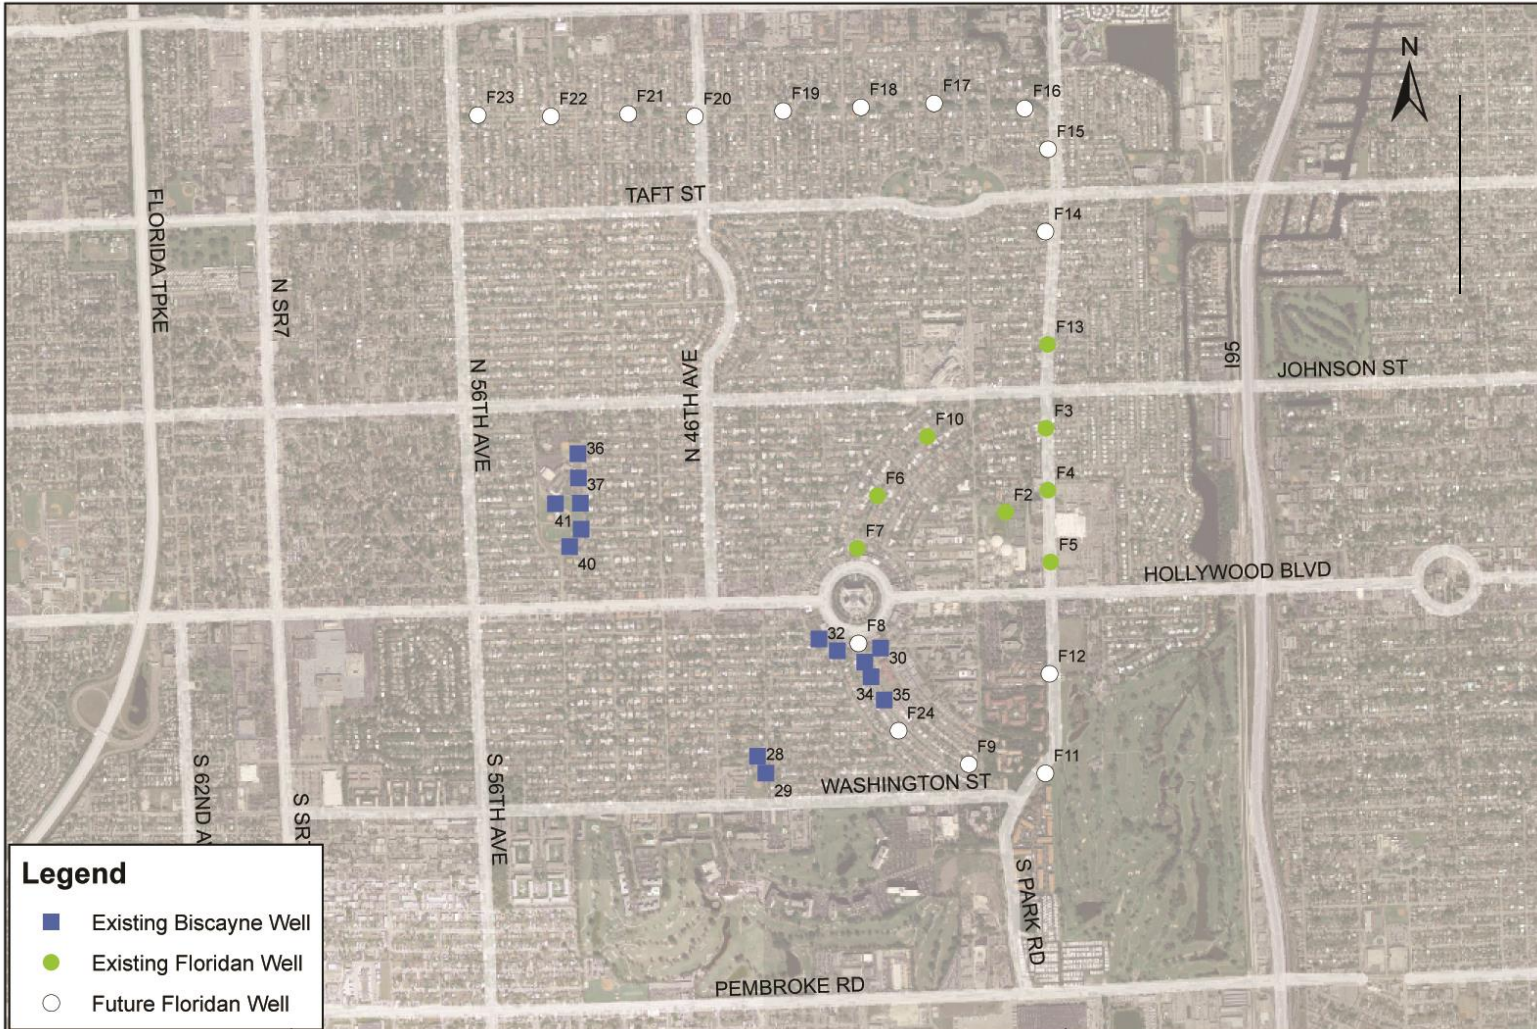 N
F23
F22
F21
F20
F19
F18
F17
F16
F15
TAFT ST
F14
FLORIDA TPKE
N SR7
F13
N 56TH AVE
N 46TH AVE
I95
JOHNSON ST
F10
F3
36
37
41
40
F6
F4
F2
F7
F5
HOLLYWOOD BLVD
32
F8
30
34
35
F12
F24
F9
F11
28
29
WASHINGTON ST
S 62ND AV
S SR7
S 56TH AVE
S PARK RD
PEMBROKE RD
Legend
Existing Biscayne Well
Existing Floridan Well
Future Floridan Well